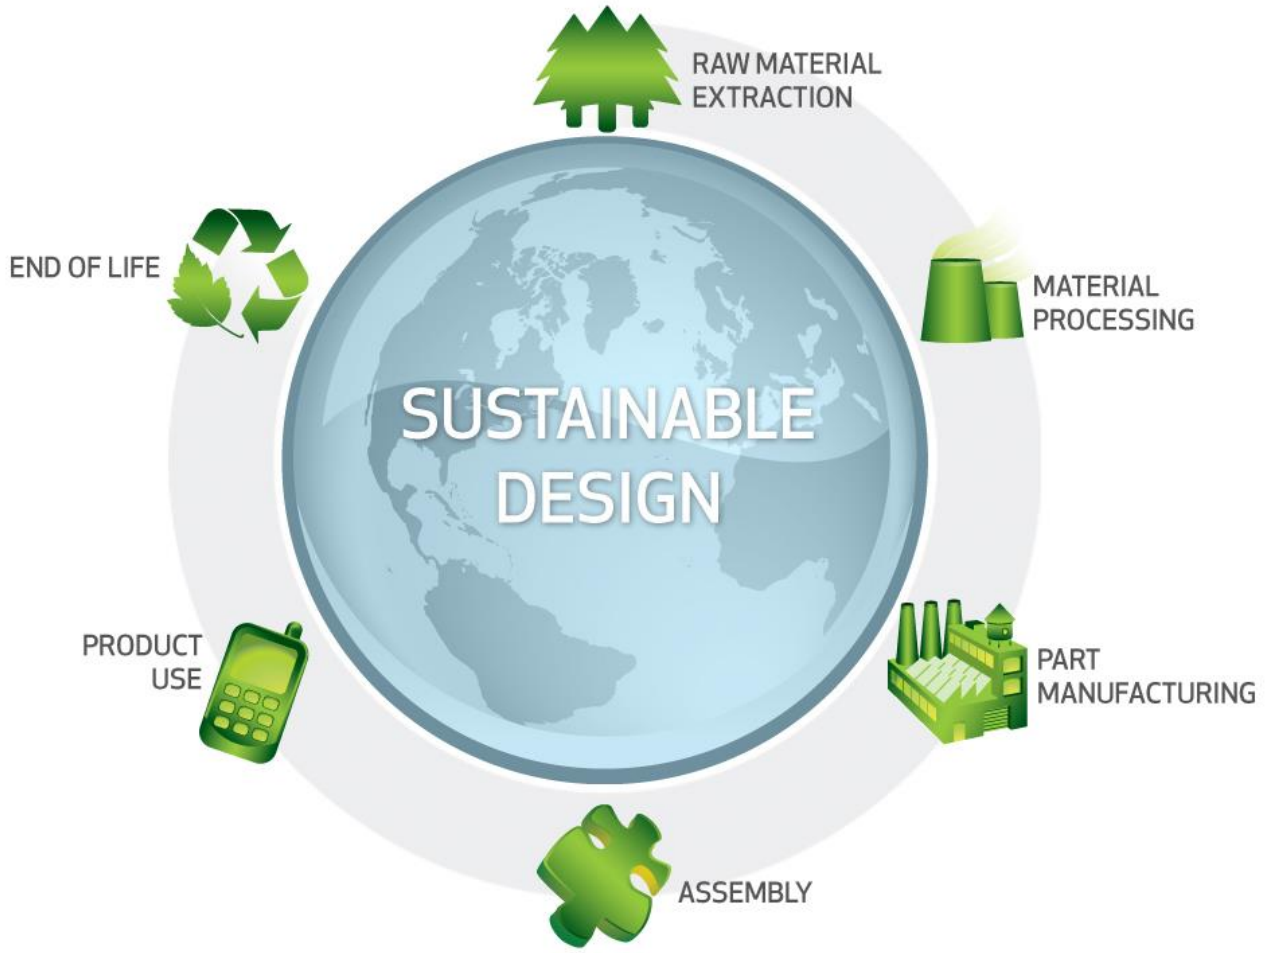 RAW MATERIAL
EXTRACTION
END OF LIFE
MATERIAL
PROCESSING
SUSTAINABLE
DESIGN
PRODUCT
USE
PART
MANUFACTURING
ASSEMBLY